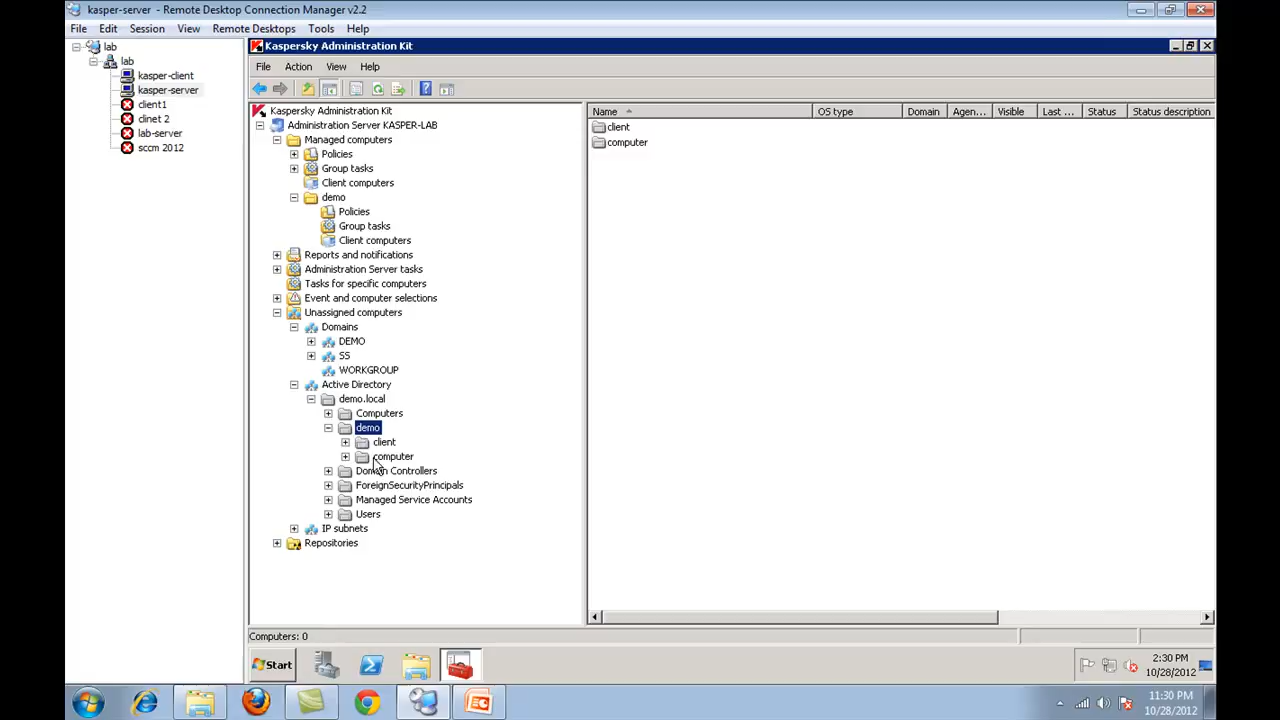 kasper-server - Remote Desktop Connection Manager v2.2
File Edit Session View Remote Desktops Tools Help
lab
lab
kasper-client
kasper-server
client1
clinet 2
lab-server
sccm 2012
Kaspersky Administration Kit
File Action View Help
Kaspersky Administration Kit
Administration Server KASPER-LAB
Managed computers
Policies
Group tasks
Client computers
demo
Policies
Group tasks
Client computers
Reports and notifications
Administration Server tasks
Tasks for specific computers
Event and computer selections
Unassigned computers
Domains
DEMO
SS
WORKGROUP
Active Directory
demo.local
Computers
demo
client
computer
Domain Controllers
ForeignSecurityPrincipals
Managed Service Accounts
Users
IP subnets
Repositories
Name OS type Domain Agen... Visible Last ... Status Status description
client
computer
Computers: 0
Start
2:30 PM
10/28/2012
11:30 PM
10/28/2012